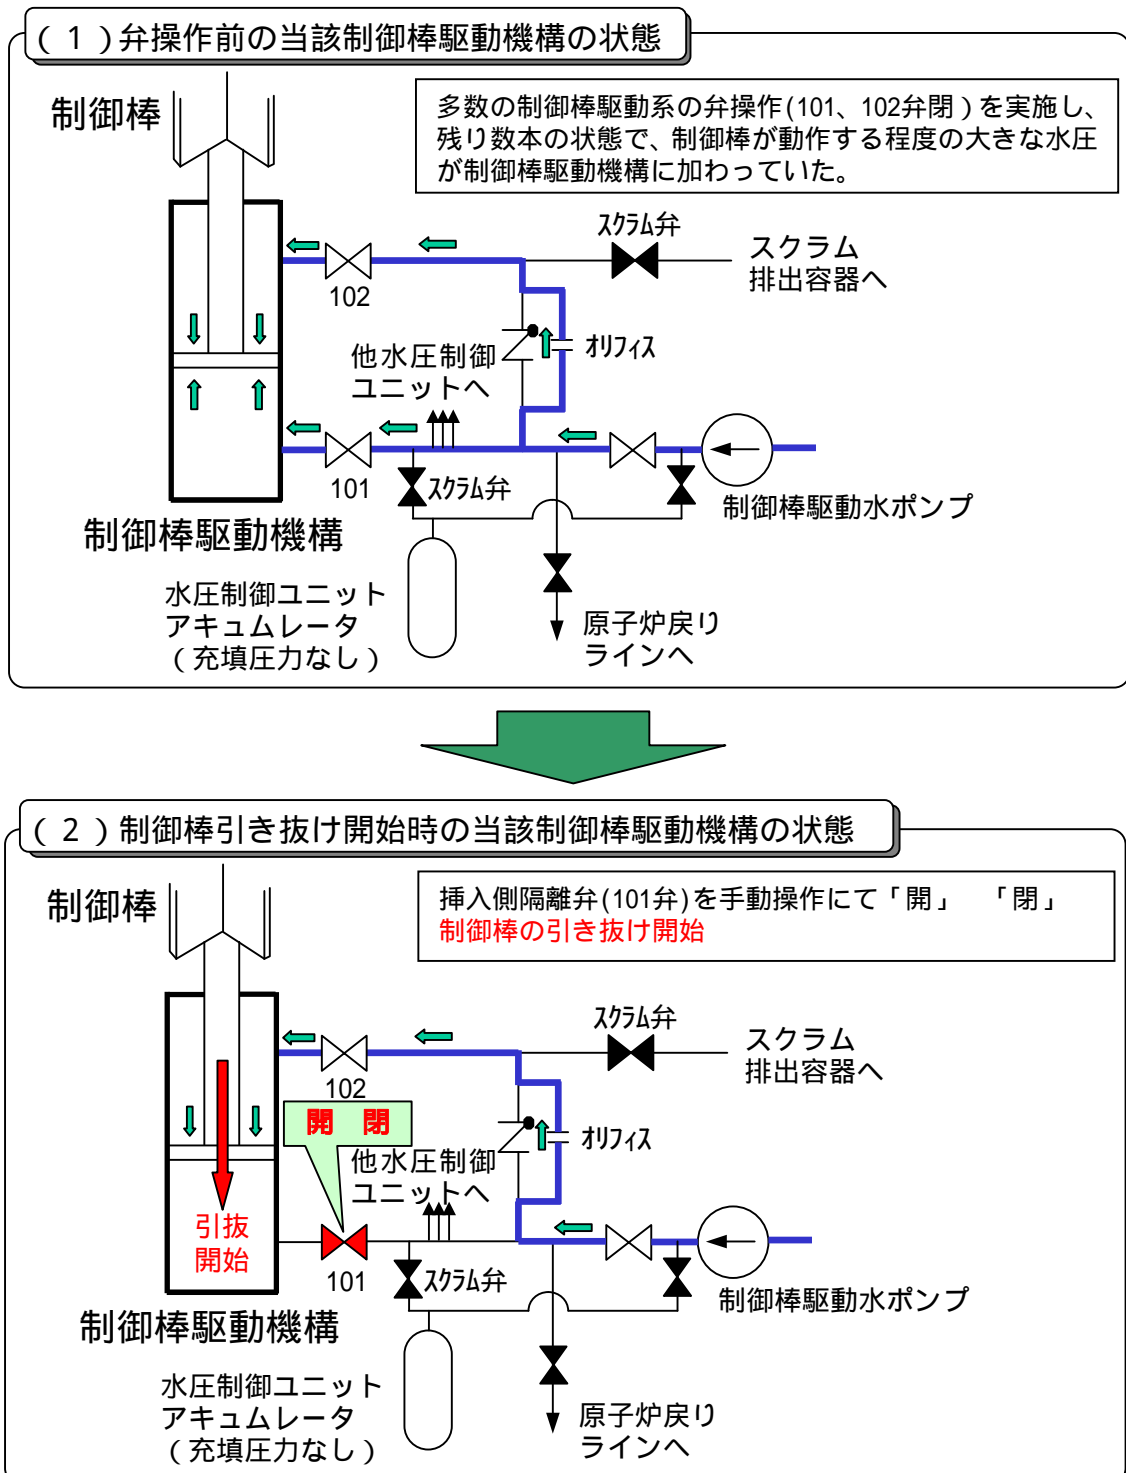 （１）弁操作前の当該制御棒駆動機構の状態
制御棒
多数の制御棒駆動系の弁操作(101、102弁閉）を実施し、
残り数本の状態で、制御棒が動作する程度の大きな水圧
が制御棒駆動機構に加わっていた。
ｽｸﾗﾑ弁
スクラム
排出容器へ
102
他水圧制御
ユニットへ
ｵﾘﾌｨｽ
101
ｽｸﾗﾑ弁
制御棒駆動水ポンプ
制御棒駆動機構
水圧制御ユニット
アキュムレータ
（充填圧力なし）
原子炉戻り
ラインへ
（２）制御棒引き抜け開始時の当該制御棒駆動機構の状態
制御棒
挿入側隔離弁(101弁)を手動操作にて「開」　「閉」
制御棒の引き抜け開始
ｽｸﾗﾑ弁
スクラム
排出容器へ
102
開　閉
他水圧制御
ユニットへ
ｵﾘﾌｨｽ
引抜
開始
101
ｽｸﾗﾑ弁
制御棒駆動水ポンプ
制御棒駆動機構
水圧制御ユニット
アキュムレータ
（充填圧力なし）
原子炉戻り
ラインへ